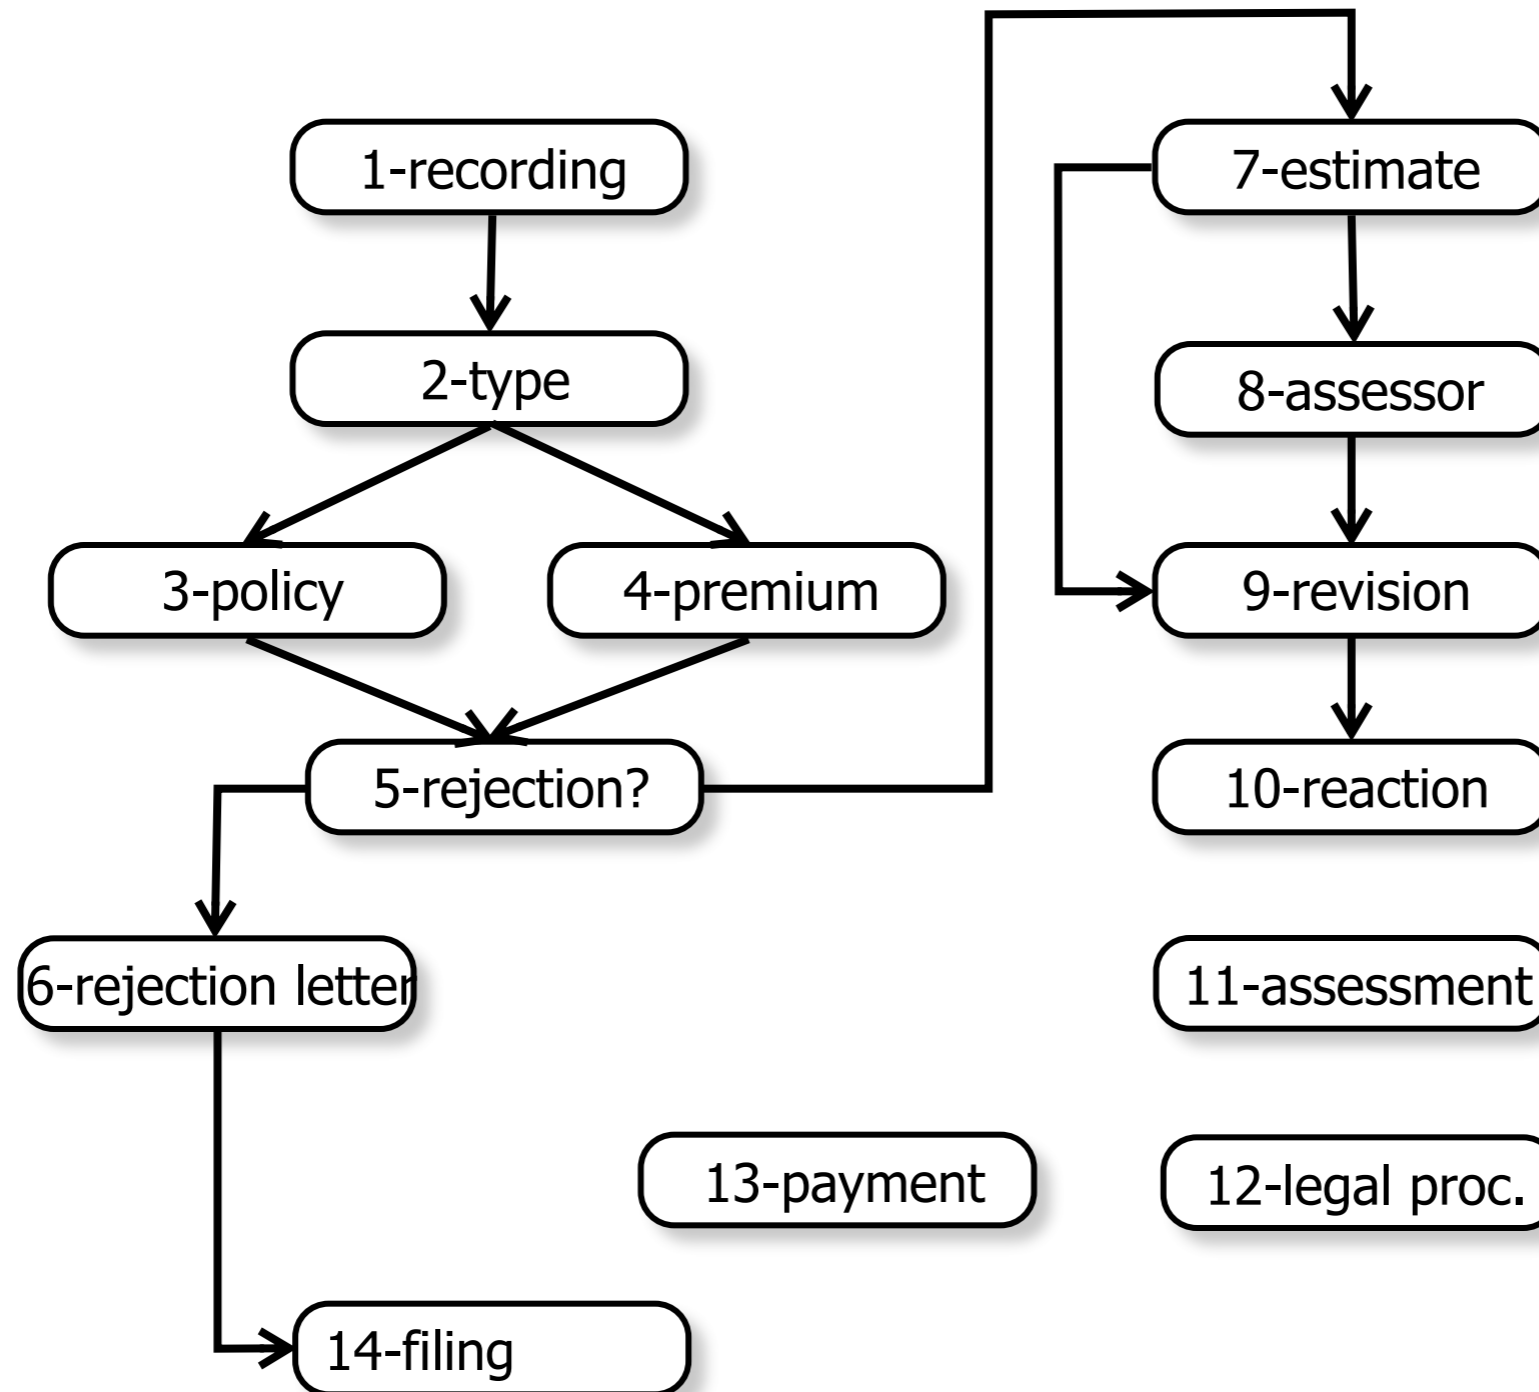 1-recording
2-type
3-policy
4-premium
5-rejection?
6-rejection letter
7-estimate
8-assessor
9-revision
10-reaction
11-assessment
12-legal proc.
13-payment
14-filing